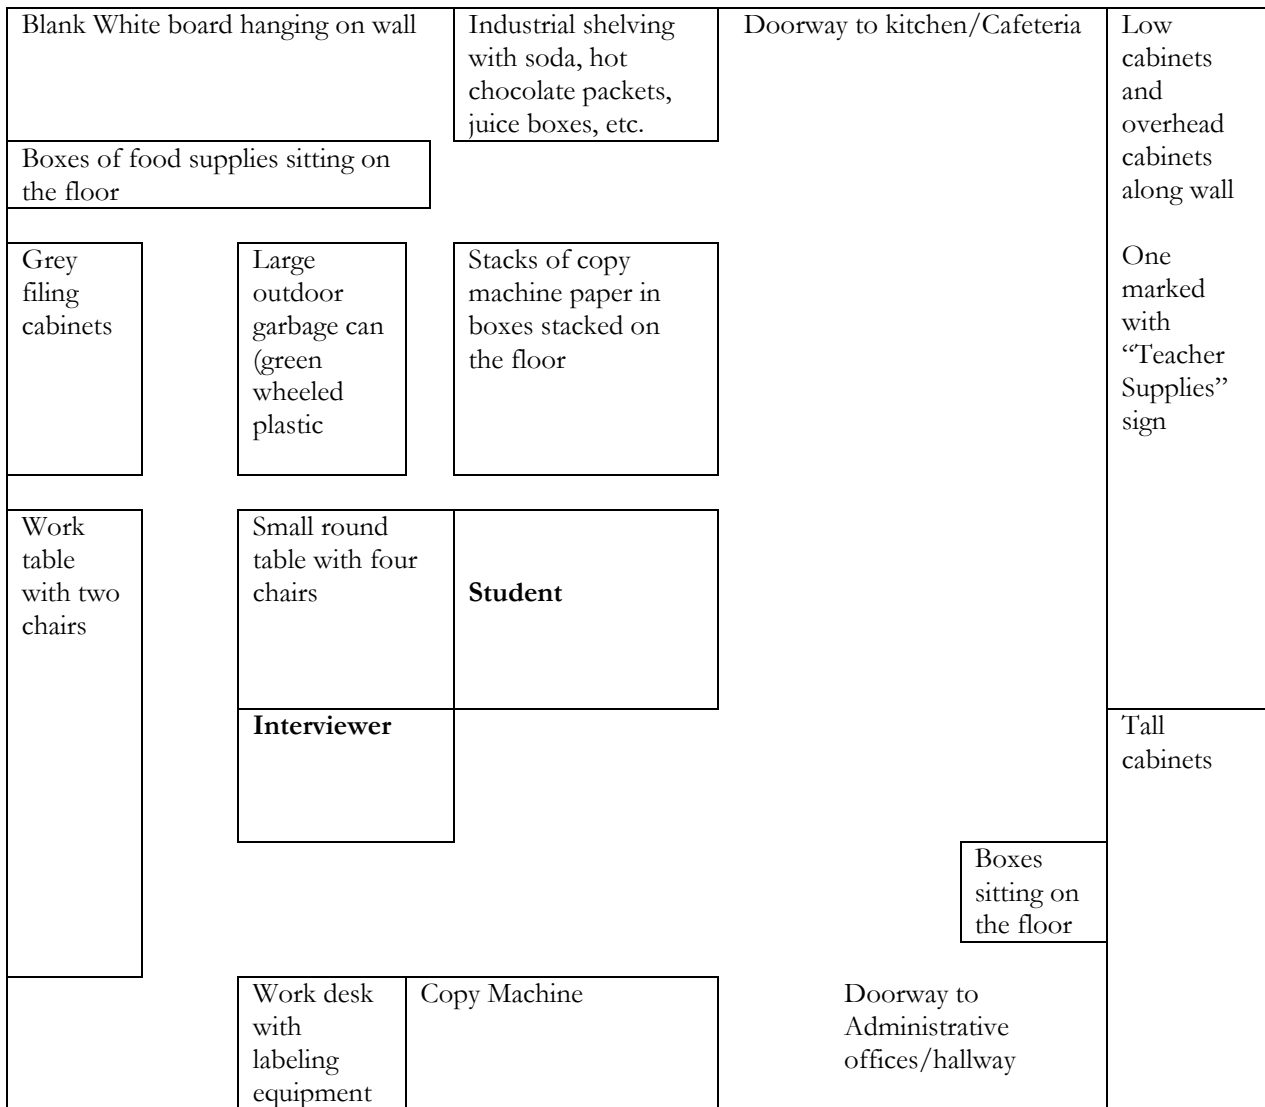 Blank White board hanging on wall
Industrial shelving
with soda, hot
chocolate packets,
juice boxes, etc.
Doorway to kitchen/Cafeteria
Low
cabinets
and
overhead
cabinets
along wall
One
marked
with
“Teacher
Supplies”
sign
Boxes of food supplies sitting on
the floor
Grey
filing
cabinets
Large
outdoor
garbage can
(green
wheeled
plastic
Stacks of copy
machine paper in
boxes stacked on
the floor
Work
table
with two
chairs
Small round
table with four
chairs
Student
Interviewer
Tall
cabinets
Boxes
sitting on
the floor
Work desk
with
labeling
equipment
Copy Machine
Doorway to
Administrative
offices/hallway